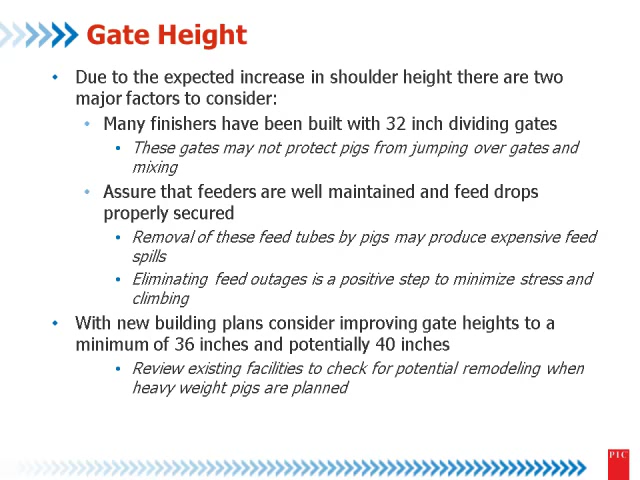 Gate Height
• Due to the expected increase in shoulder height there are two
major factors to consider:
• Many finishers have been built with 32 inch dividing gates
• These gates may not protect pigs from jumping over gates and
mixing
• Assure that feeders are well maintained and feed drops
properly secured
• Removal of these feed tubes by pigs may produce expensive feed
spills
• Eliminating feed outages is a positive step to minimize stress and
climbing
• With new building plans consider improving gate heights to a
minimum of 36 inches and potentially 40 inches
• Review existing facilities to check for potential remodeling when
heavy weight pigs are planned
PIC